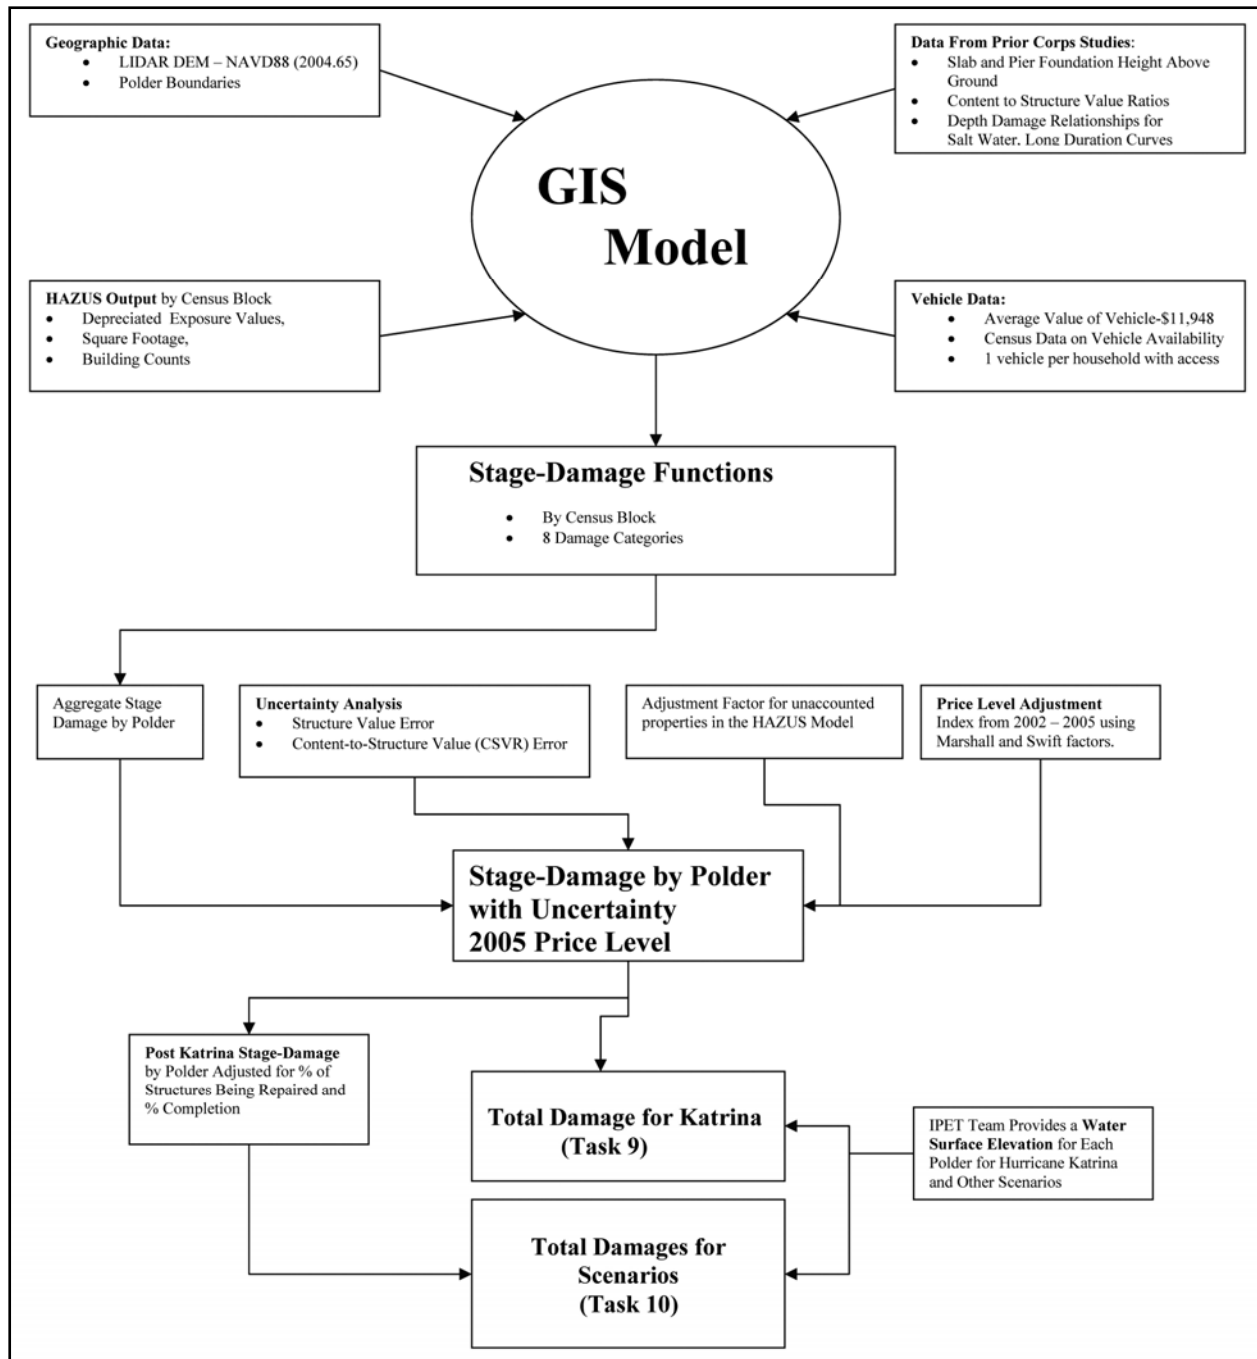 Geographic Data:
• LIDAR DEM – NAVD88 (2004.65)
• Polder Boundaries
Data From Prior Corps Studies:
• Slab and Pier Foundation Height Above
Ground
• Content to Structure Value Ratios
• Depth Damage Relationships for
Salt Water, Long Duration Curves
GIS
Model
HAZUS Output by Census Block
• Depreciated Exposure Values,
• Square Footage,
• Building Counts
Vehicle Data:
• Average Value of Vehicle-$11,948
• Census Data on Vehicle Availability
• 1 vehicle per household with access
Stage-Damage Functions
• By Census Block
• 8 Damage Categories
Aggregate Stage
Damage by Polder
Uncertainty Analysis
• Structure Value Error
• Content-to-Structure Value (CSVR) Error
Adjustment Factor for unaccounted
properties in the HAZUS Model
Price Level Adjustment
Index from 2002 – 2005 using
Marshall and Swift factors.
Stage-Damage by Polder
with Uncertainty
2005 Price Level
Post Katrina Stage-Damage
by Polder Adjusted for % of
Structures Being Repaired and
% Completion
Total Damage for Katrina
(Task 9)
IPET Team Provides a Water
Surface Elevation for Each
Polder for Hurricane Katrina
and Other Scenarios
Total Damages for
Scenarios
(Task 10)